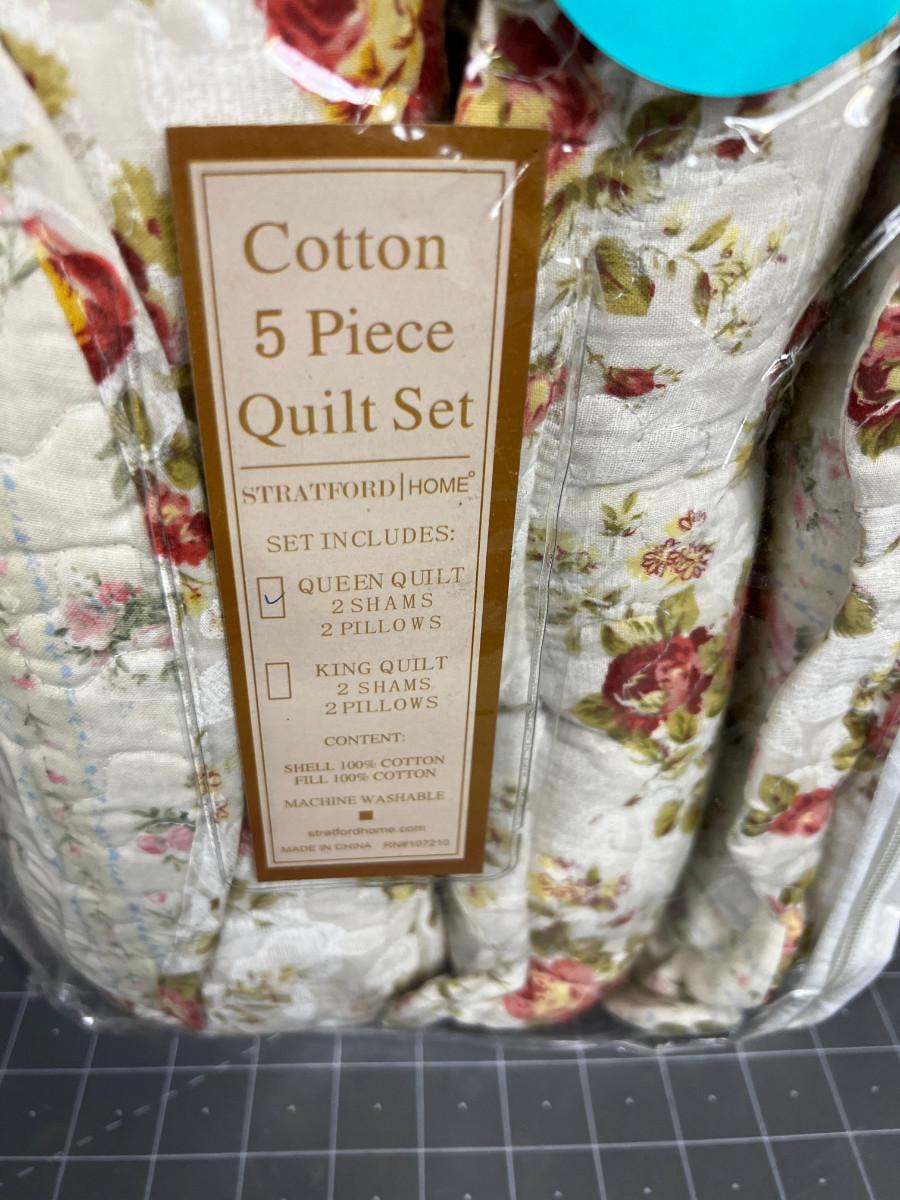 Cotton
5 Piece
Quilt Set
STRATFORD|HOME°
SET INCLUDES:
QUEEN QUILT
2 SHAMS
2 PILLOWS
KING QUILT
2 SHAMS
2 PILLOWS
CONTENT:
SHELL 100% COTTON
FILL 100% COTTON
MACHINE WASHABLE
stratfordhome.com
MADE IN CHINA RN#107210